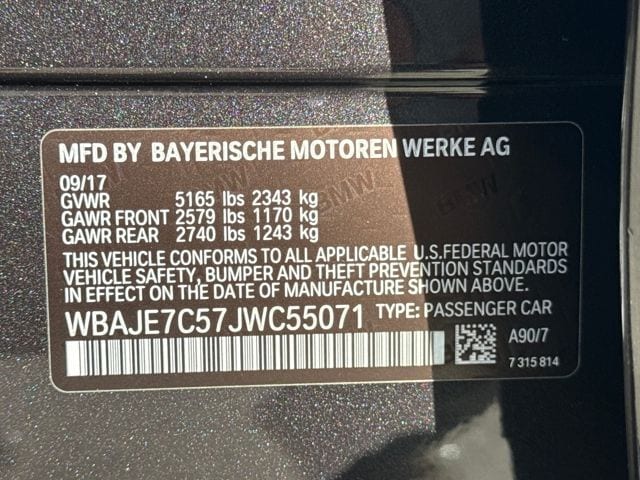 MFD BY BAYERISCHE MOTOREN WERKE AG
09/17
GVWR 5165 lbs 2343 kg
GAWR FRONT 2579 lbs 1170 kg
GAWR REAR 2740 lbs 1243 kg
THIS VEHICLE CONFORMS TO ALL APPLICABLE U.S.FEDERAL MOTOR
VEHICLE SAFETY, BUMPER AND THEFT PREVENTION STANDARDS
IN EFFECT ON THE DATE OF MANUFACTURE SHOWN ABOVE.
WBAJE7C57JWC55071 TYPE: PASSENGER CAR
A90/7
7 315 814
BMW
BMW